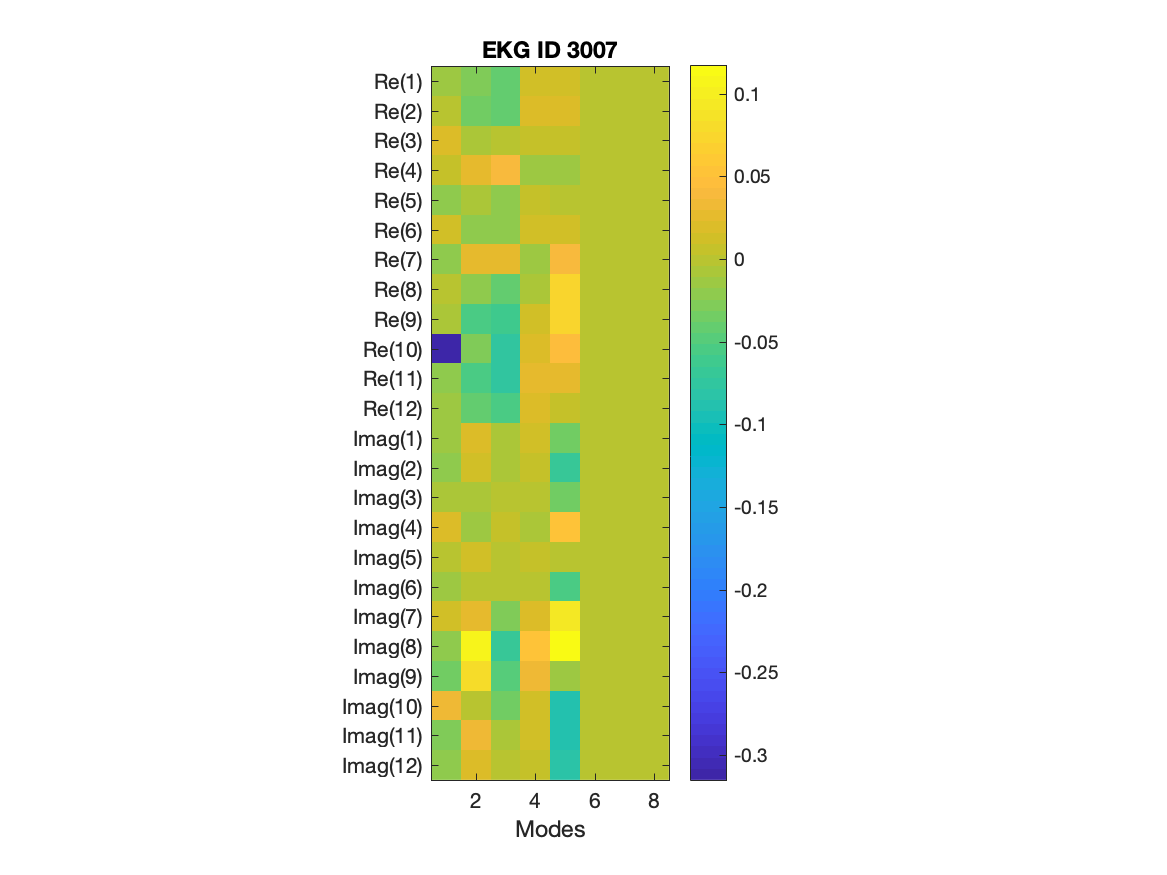 EKG ID 3007
Re(1)
Re(2)
Re(3)
Re(4)
Re(5)
Re(6)
Re(7)
Re(8)
Re(9)
Re(10)
Re(11)
Re(12)
Imag(1)
Imag(2)
Imag(3)
Imag(4)
Imag(5)
Imag(6)
Imag(7)
Imag(8)
Imag(9)
Imag(10)
Imag(11)
Imag(12)
2 4 6 8
Modes
0.1
0.05
0
-0.05
-0.1
-0.15
-0.2
-0.25
-0.3